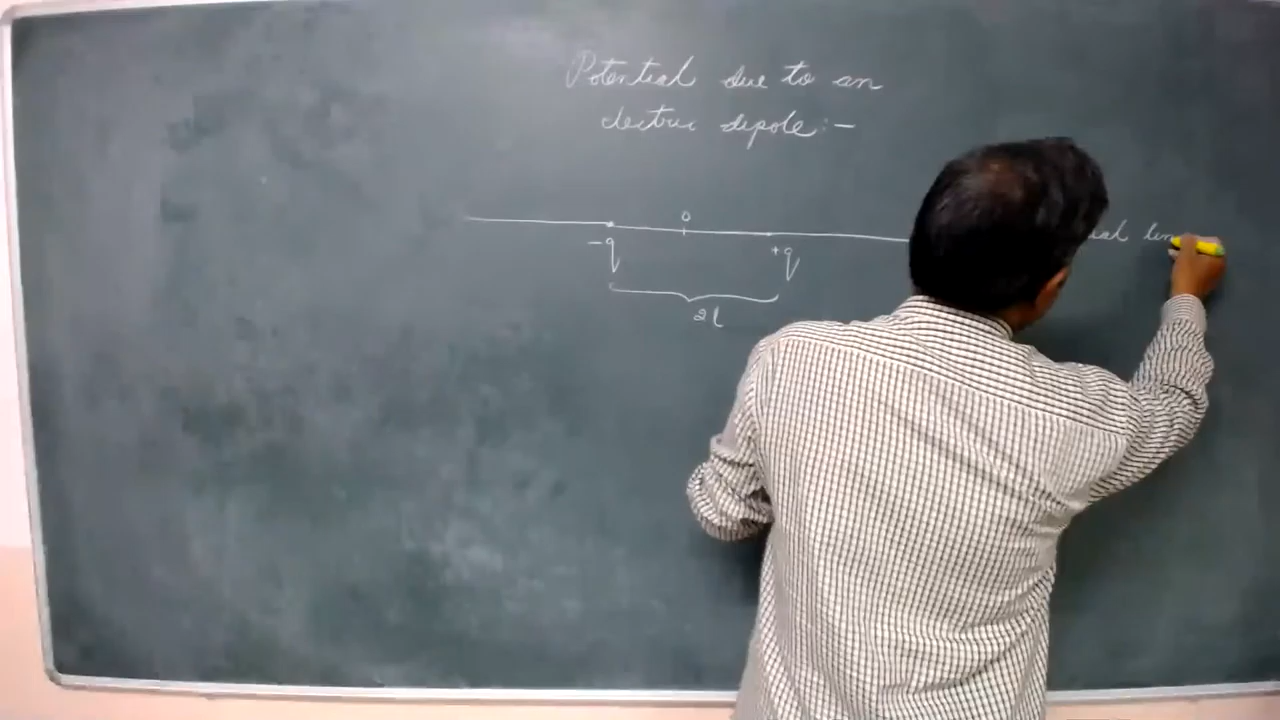 Potential due to an
electric dipole:-
O
-q +q
2l